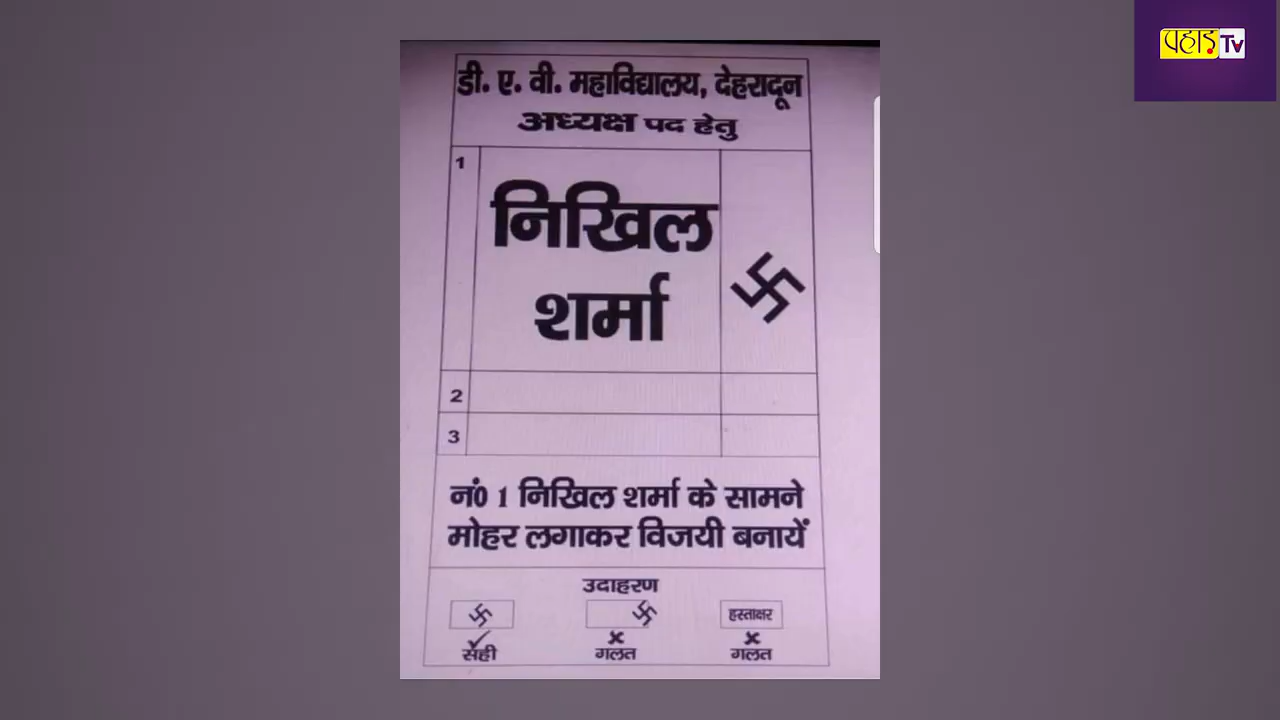 पहाड़ Tv
डी. ए. वी. महाविद्यालय, देहरादून
अध्यक्ष पद हेतु
1
निखिल
शर्मा
2
3
नं0 1 निखिल शर्मा के सामने
मोहर लगाकर विजयी बनायें
उदाहरण
हस्ताक्षर
सही गलत गलत